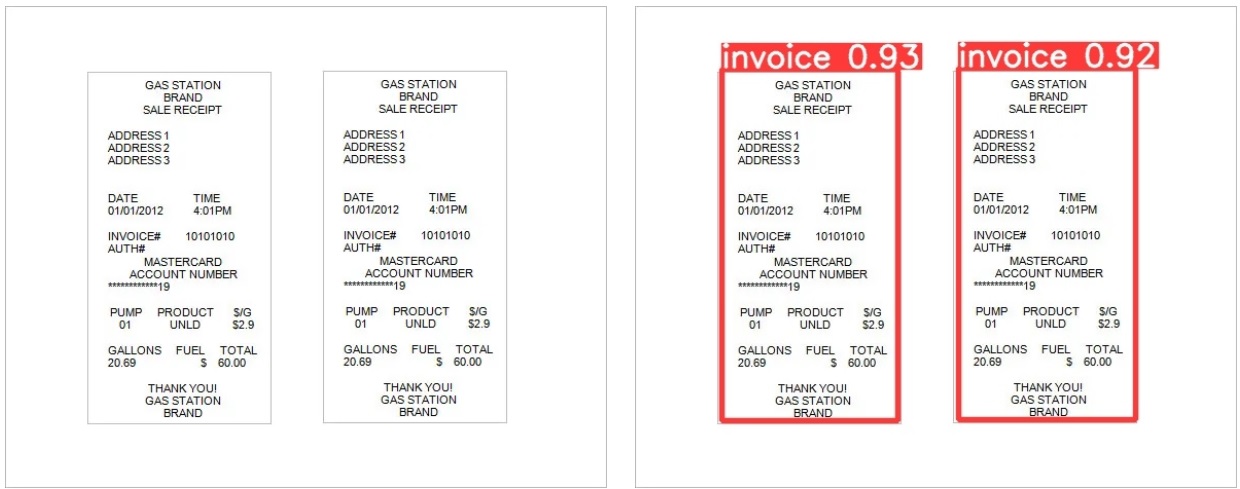 GAS STATION
BRAND
SALE RECEIPT
ADDRESS 1
ADDRESS 2
ADDRESS 3
DATE TIME
01/01/2012 4:01PM
INVOICE# 10101010
AUTH#
MASTERCARD
ACCOUNT NUMBER
************19
PUMP PRODUCT $/G
01 UNLD $2.9
GALLONS FUEL TOTAL
20.69 $ 60.00
THANK YOU!
GAS STATION
BRAND
GAS STATION
BRAND
SALE RECEIPT
ADDRESS 1
ADDRESS 2
ADDRESS 3
DATE TIME
01/01/2012 4:01PM
INVOICE# 10101010
AUTH#
MASTERCARD
ACCOUNT NUMBER
************19
PUMP PRODUCT $/G
01 UNLD $2.9
GALLONS FUEL TOTAL
20.69 $ 60.00
THANK YOU!
GAS STATION
BRAND
invoice 0.93
GAS STATION
BRAND
SALE RECEIPT
ADDRESS 1
ADDRESS 2
ADDRESS 3
DATE TIME
01/01/2012 4:01PM
INVOICE# 10101010
AUTH#
MASTERCARD
ACCOUNT NUMBER
************19
PUMP PRODUCT $/G
01 UNLD $2.9
GALLONS FUEL TOTAL
20.69 $ 60.00
THANK YOU!
GAS STATION
BRAND
invoice 0.92
GAS STATION
BRAND
SALE RECEIPT
ADDRESS 1
ADDRESS 2
ADDRESS 3
DATE TIME
01/01/2012 4:01PM
INVOICE# 10101010
AUTH#
MASTERCARD
ACCOUNT NUMBER
************19
PUMP PRODUCT $/G
01 UNLD $2.9
GALLONS FUEL TOTAL
20.69 $ 60.00
THANK YOU!
GAS STATION
BRAND